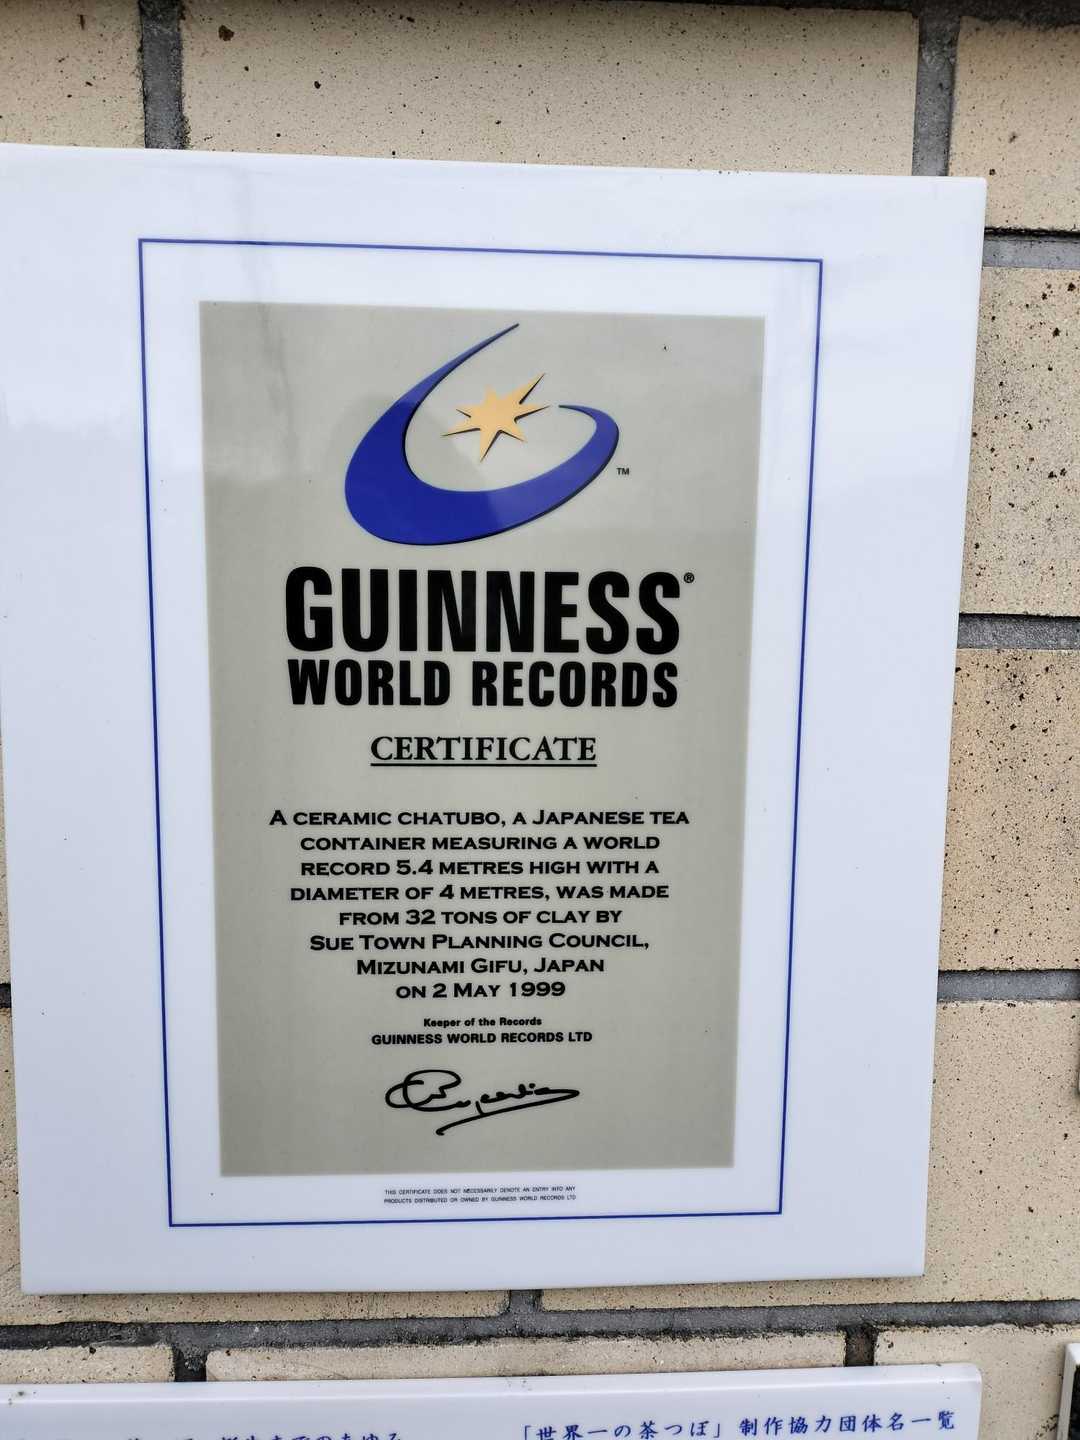 TM
GUINNESS®
WORLD RECORDS
CERTIFICATE
A CERAMIC CHATUBO, A JAPANESE TEA
CONTAINER MEASURING A WORLD
RECORD 5.4 METRES HIGH WITH A
DIAMETER OF 4 METRES, WAS MADE
FROM 32 TONS OF CLAY BY
SUE TOWN PLANNING COUNCIL,
MIZUNAMI GIFU, JAPAN
ON 2 MAY 1999
Keeper of the Records
GUINNESS WORLD RECORDS LTD
THIS CERTIFICATE DOES NOT NECESSARILY DENOTE AN ENTRY INTO ANY
PRODUCTS DISTRIBUTED OR OWNED BY GUINNESS WORLD RECORDS LTD
「世界一の茶つぼ」制作協力団体名一覧